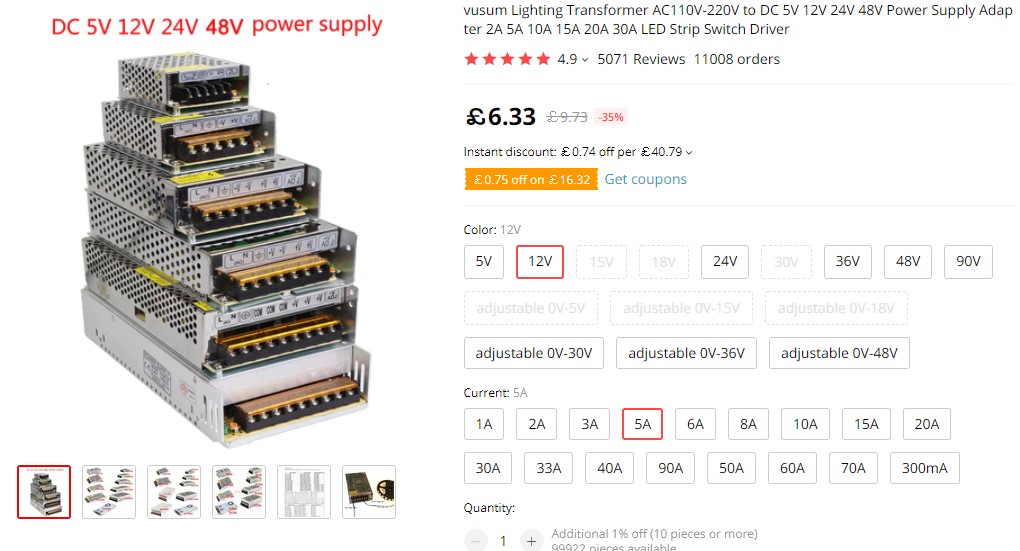 DC 5V 12V 24V 48V power supply
vusum Lighting Transformer AC110V-220V to DC 5V 12V 24V 48V Power Supply Adap
ter 2A 5A 10A 15A 20A 30A LED Strip Switch Driver
4.9 5071 Reviews 11008 orders
£6.33 £9.73 -35%
Instant discount: £0.74 off per £40.79
£0.75 off on £16.32 Get coupons
Color: 12V
5V 12V 15V 18V 24V 30V 36V 48V 90V
adjustable 0V-5V adjustable 0V-15V adjustable 0V-18V
adjustable 0V-30V adjustable 0V-36V adjustable 0V-48V
Current: 5A
1A 2A 3A 5A 6A 8A 10A 15A 20A
30A 33A 40A 90A 50A 60A 70A 300mA
Quantity:
− 1 + Additional 1% off (10 pieces or more)
99922 pieces available